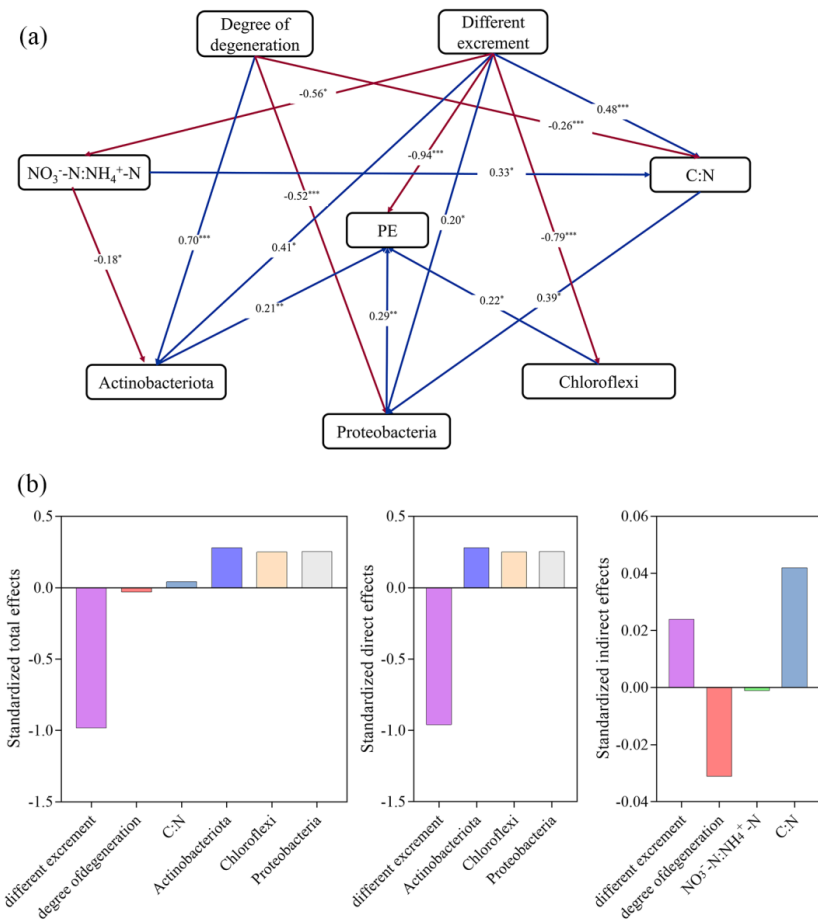 (a)
Degree of
degeneration
Different
excrement
-0.56*
0.48***
-0.26***
-0.94***
NO₃⁻-N:NH₄⁺-N
0.33*
C:N
-0.52***
0.20*
PE
0.70***
0.41*
-0.79***
-0.18*
0.21**
0.22*
0.39*
0.29**
Actinobacteriota
Chloroflexi
Proteobacteria
(b)
Standardized total effects
0.5
0.0
-0.5
-1.0
-1.5
different excrement
degree ofdegeneration
C:N
Actinobacteriota
Chloroflexi
Proteobacteria
Standardized direct effects
0.5
0.0
-0.5
-1.0
-1.5
different excrement
Actinobacteriota
Chloroflexi
Proteobacteria
Standardized indirect effects
0.06
0.04
0.02
0.00
-0.02
-0.04
different excrement
degree ofdegeneration
NO₃⁻-N:NH₄⁺-N
C:N